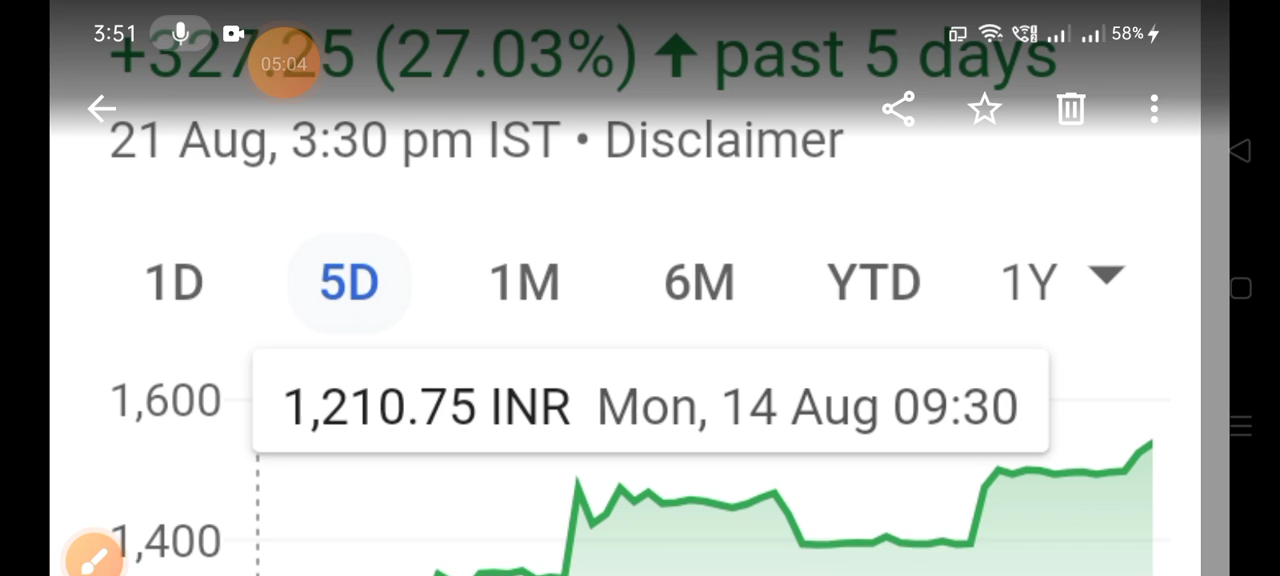 3:51 58%
+327.25 (27.03%) ↑ past 5 days
05:04
21 Aug, 3:30 pm IST • Disclaimer
1D 5D 1M 6M YTD 1Y
1,210.75 INR Mon, 14 Aug 09:30
1,600
1,400